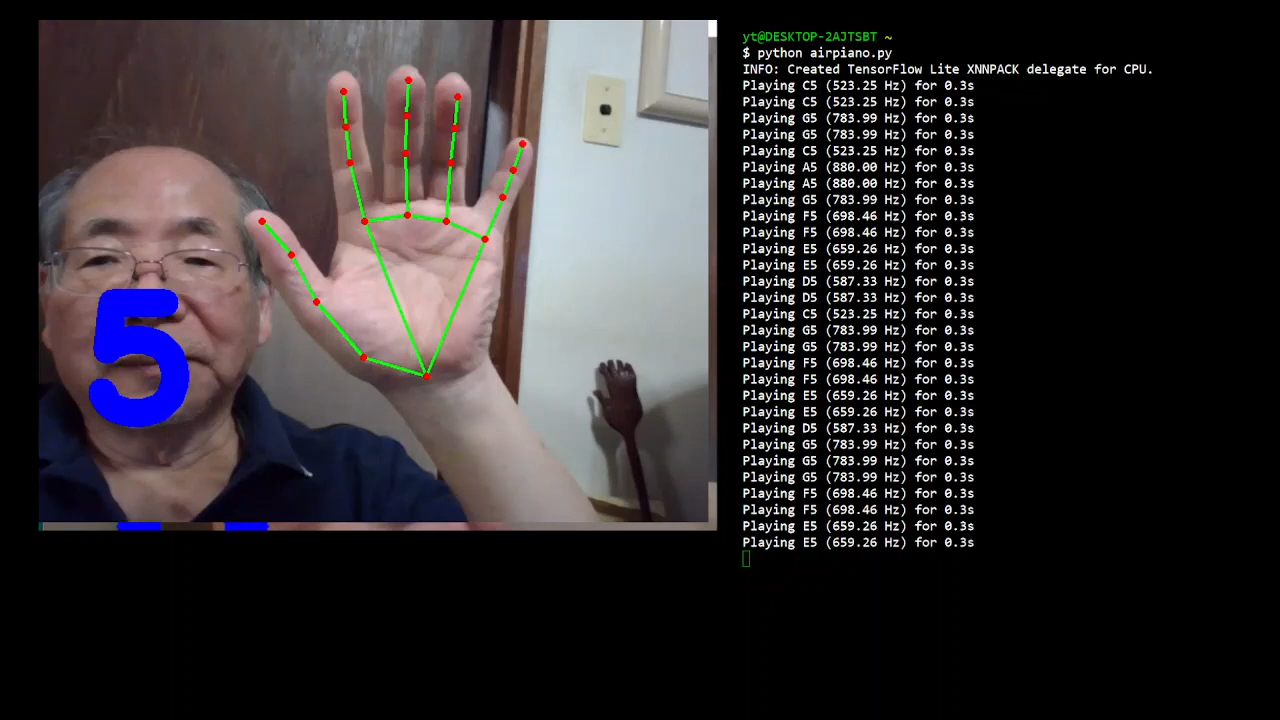 5
yt@DESKTOP-2AJTSBT ~
$ python airpiano.py
INFO: Created TensorFlow Lite XNNPACK delegate for CPU.
Playing C5 (523.25 Hz) for 0.3s
Playing C5 (523.25 Hz) for 0.3s
Playing G5 (783.99 Hz) for 0.3s
Playing G5 (783.99 Hz) for 0.3s
Playing C5 (523.25 Hz) for 0.3s
Playing A5 (880.00 Hz) for 0.3s
Playing A5 (880.00 Hz) for 0.3s
Playing G5 (783.99 Hz) for 0.3s
Playing F5 (698.46 Hz) for 0.3s
Playing F5 (698.46 Hz) for 0.3s
Playing E5 (659.26 Hz) for 0.3s
Playing E5 (659.26 Hz) for 0.3s
Playing D5 (587.33 Hz) for 0.3s
Playing D5 (587.33 Hz) for 0.3s
Playing C5 (523.25 Hz) for 0.3s
Playing G5 (783.99 Hz) for 0.3s
Playing G5 (783.99 Hz) for 0.3s
Playing F5 (698.46 Hz) for 0.3s
Playing F5 (698.46 Hz) for 0.3s
Playing E5 (659.26 Hz) for 0.3s
Playing E5 (659.26 Hz) for 0.3s
Playing D5 (587.33 Hz) for 0.3s
Playing G5 (783.99 Hz) for 0.3s
Playing G5 (783.99 Hz) for 0.3s
Playing G5 (783.99 Hz) for 0.3s
Playing F5 (698.46 Hz) for 0.3s
Playing F5 (698.46 Hz) for 0.3s
Playing E5 (659.26 Hz) for 0.3s
Playing E5 (659.26 Hz) for 0.3s